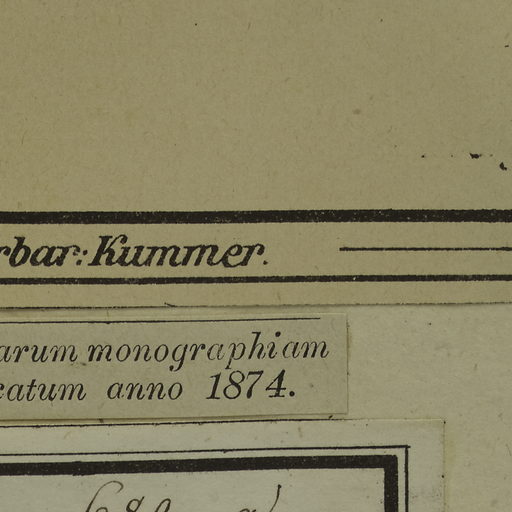 rbar: Kummer.
arum monographiam
catum anno 1874.